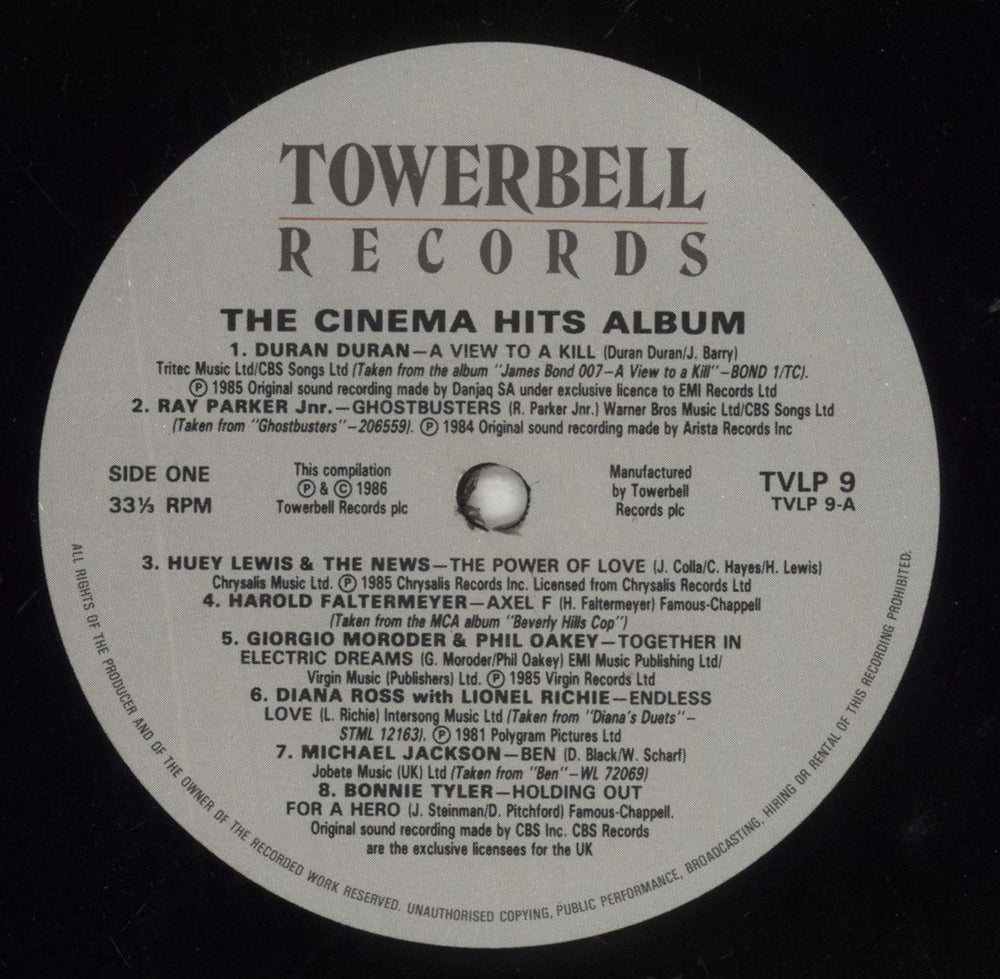 TOWERBELL
RECORDS
THE CINEMA HITS ALBUM
1. DURAN DURAN—A VIEW TO A KILL (Duran Duran/J. Barry)
Tritec Music Ltd/CBS Songs Ltd (Taken from the album "James Bond 007—A View to a Kill"—BOND 1/TC).
Ⓟ 1985 Original sound recording made by Danjaq SA under exclusive licence to EMI Records Ltd
2. RAY PARKER Jnr.—GHOSTBUSTERS (R. Parker Jnr.) Warner Bros Music Ltd/CBS Songs Ltd
(Taken from "Ghostbusters"—206559). Ⓟ 1984 Original sound recording made by Arista Records Inc
SIDE ONE
33⅓ RPM
This compilation
Ⓟ & © 1986
Towerbell Records plc
Manufactured
by Towerbell
Records plc
TVLP 9
TVLP 9-A
3. HUEY LEWIS & THE NEWS—THE POWER OF LOVE (J. Colla/C. Hayes/H. Lewis)
Chrysalis Music Ltd. Ⓟ 1985 Chrysalis Records Inc. Licensed from Chrysalis Records Ltd
4. HAROLD FALTERMEYER—AXEL F (H. Faltermeyer) Famous-Chappell
(Taken from the MCA album "Beverly Hills Cop")
5. GIORGIO MORODER & PHIL OAKEY—TOGETHER IN
ELECTRIC DREAMS (G. Moroder/Phil Oakey) EMI Music Publishing Ltd/
Virgin Music (Publishers) Ltd. Ⓟ 1985 Virgin Records Ltd
6. DIANA ROSS with LIONEL RICHIE—ENDLESS
LOVE (L. Richie) Intersong Music Ltd (Taken from "Diana's Duets"—
STML 12163). Ⓟ 1981 Polygram Pictures Ltd
7. MICHAEL JACKSON—BEN (D. Black/W. Scharf)
Jobete Music (UK) Ltd (Taken from "Ben"—WL 72069)
8. BONNIE TYLER—HOLDING OUT
FOR A HERO (J. Steinman/D. Pitchford) Famous-Chappell.
Original sound recording made by CBS Inc. CBS Records
are the exclusive licensees for the UK
ALL RIGHTS OF THE PRODUCER AND OF THE OWNER OF THE RECORDED WORK RESERVED. UNAUTHORISED COPYING, PUBLIC PERFORMANCE, BROADCASTING, HIRING OR RENTAL OF THIS RECORDING PROHIBITED.